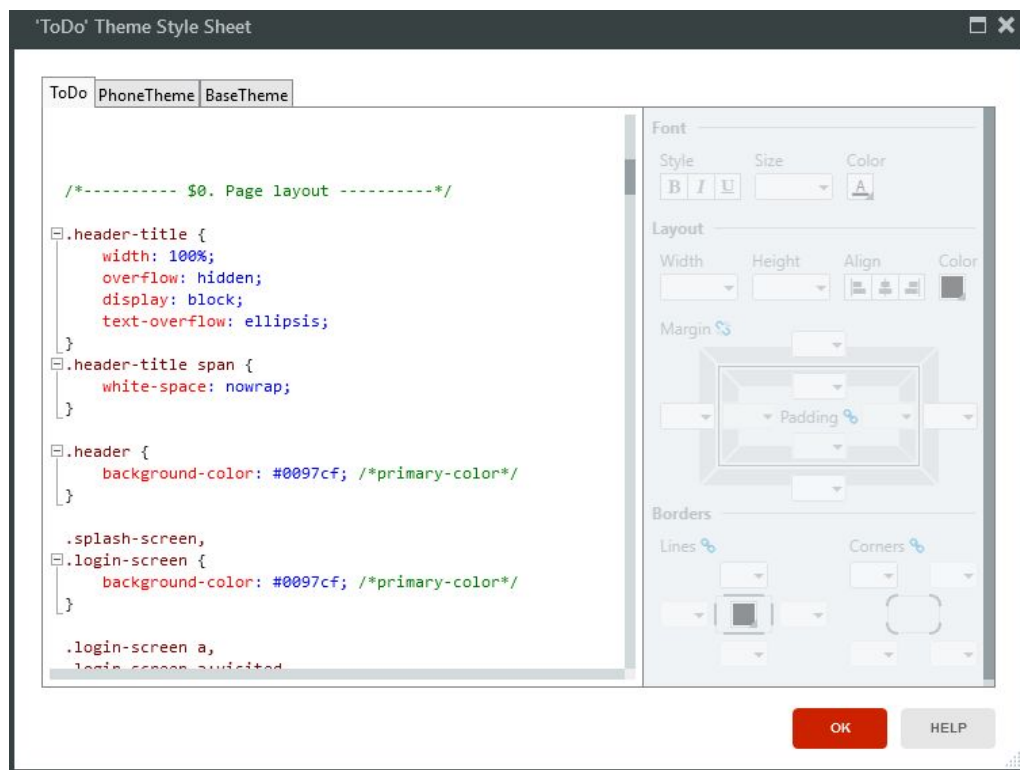 'ToDo' Theme Style Sheet
ToDo PhoneTheme BaseTheme
/*---------- $0. Page layout ----------*/
.header-title {
width: 100%;
overflow: hidden;
display: block;
text-overflow: ellipsis;
}
.header-title span {
white-space: nowrap;
}
.header {
background-color: #0097cf; /*primary-color*/
}
.splash-screen,
.login-screen {
background-color: #0097cf; /*primary-color*/
}
.login-screen a,
.login-screen a:visited
Font
Style Size Color
B I U A
Layout
Width Height Align Color
Margin
Padding
Borders
Lines Corners
OK HELP